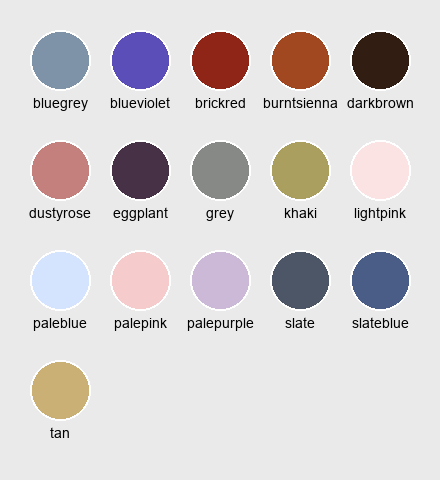 bluegrey blueviolet brickred burntsienna darkbrown
dustyrose eggplant grey khaki lightpink
paleblue palepink palepurple slate slateblue
tan